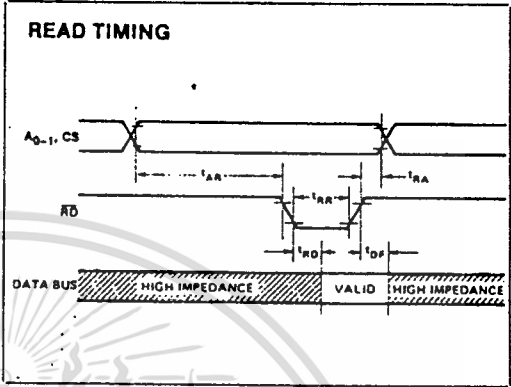 READ TIMING
A0–1, CS
tAR
tRA
RD
tRR
tRD
tDF
DATA BUS
HIGH IMPEDANCE
VALID
HIGH IMPEDANCE